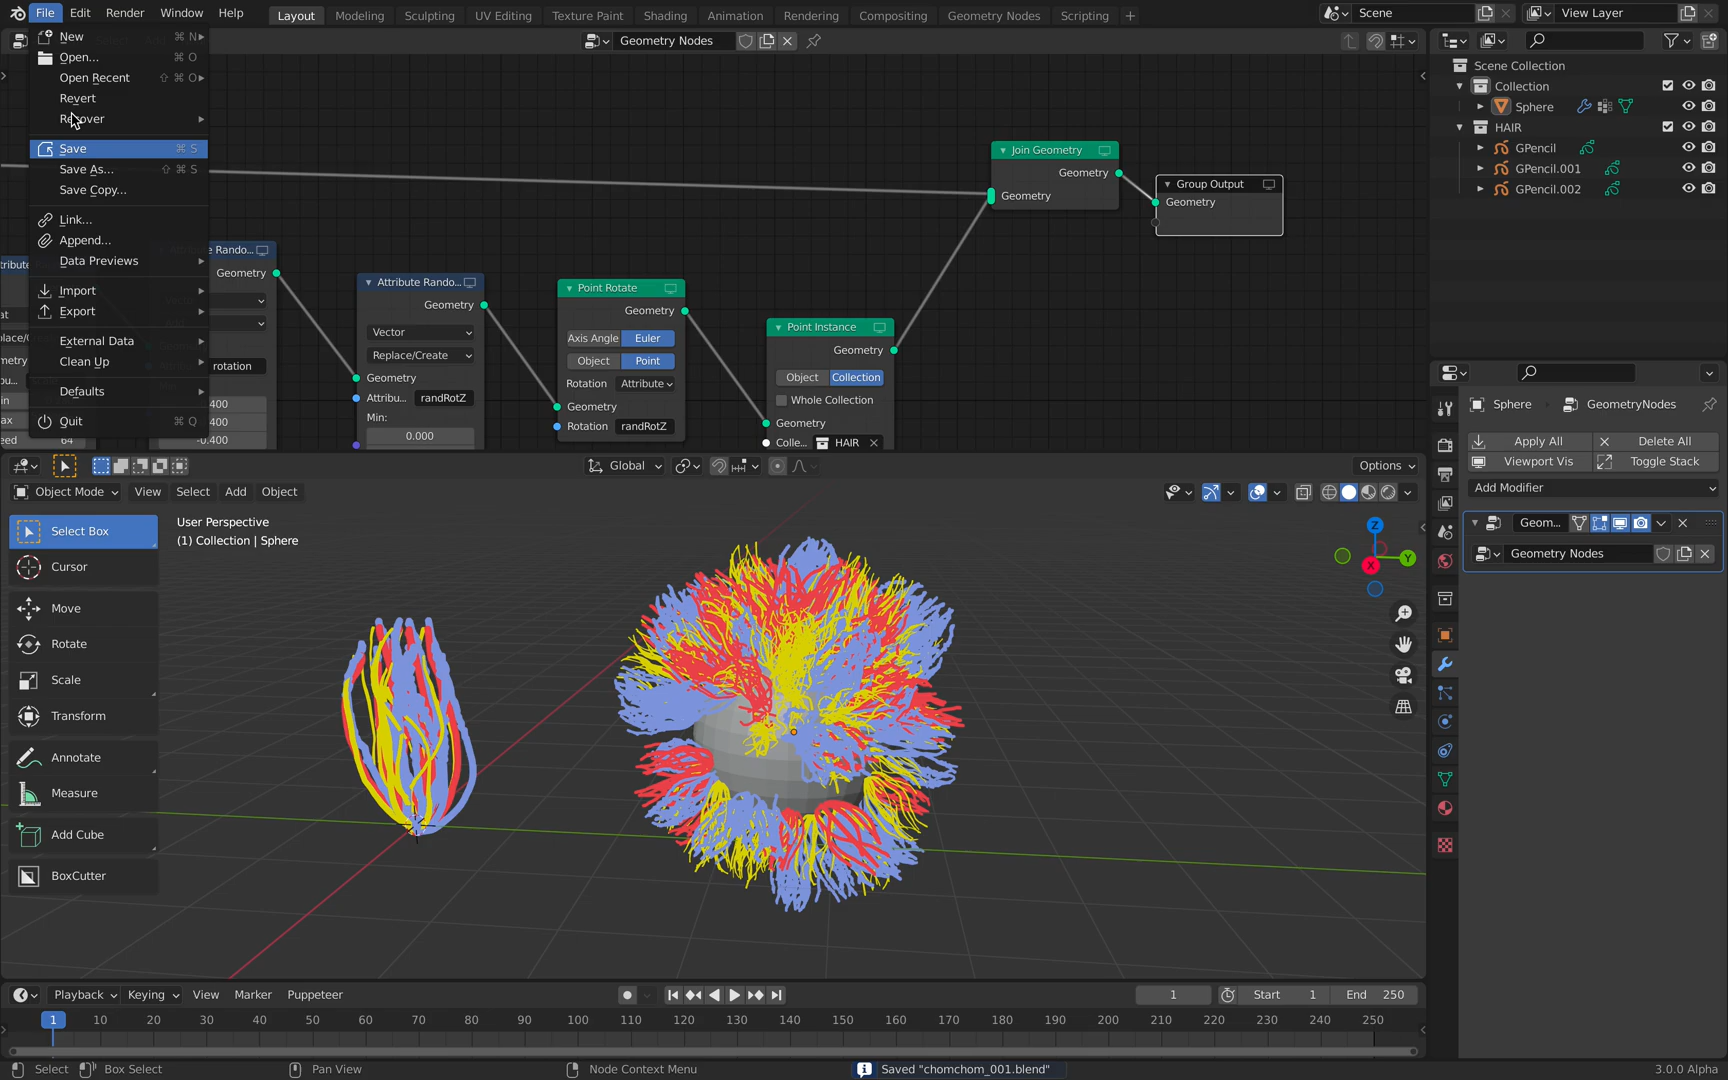 File Edit Render Window Help Layout Modeling Sculpting UV Editing Texture Paint Shading Animation Rendering Compositing Geometry Nodes Scripting + Scene View Layer
Geometry Nodes
New ⌘ N
Open... ⌘ O
Open Recent ⇧ ⌘ O
Revert
Recover
Save ⌘ S
Save As... ⇧ ⌘ S
Save Copy...
Link...
Append...
Data Previews
Import
Export
External Data
Clean Up
Defaults
Quit ⌘ Q
Rando...
Geometry
rotation
400
400
-0.400
64
Attribute Rando...
Geometry
Vector
Replace/Create
Geometry
Attribu... randRotZ
Min:
0.000
Point Rotate
Geometry
Axis Angle Euler
Object Point
Rotation Attribute
Geometry
Rotation randRotZ
Point Instance
Geometry
Object Collection
Whole Collection
Geometry
Colle... HAIR
Join Geometry
Geometry
Geometry
Group Output
Geometry
Scene Collection
Collection
Sphere
HAIR
GPencil
GPencil.001
GPencil.002
Sphere GeometryNodes
Apply All Delete All
Viewport Vis Toggle Stack
Add Modifier
Geom...
Geometry Nodes
Global Options
Object Mode View Select Add Object
User Perspective
(1) Collection | Sphere
Select Box
Cursor
Move
Rotate
Scale
Transform
Annotate
Measure
Add Cube
BoxCutter
Z
Y
X
Playback Keying View Marker Puppeteer 1 Start 1 End 250
1 10 20 30 40 50 60 70 80 90 100 110 120 130 140 150 160 170 180 190 200 210 220 230 240 250
Select Box Select Pan View Node Context Menu Saved "chomchom_001.blend" 3.0.0 Alpha